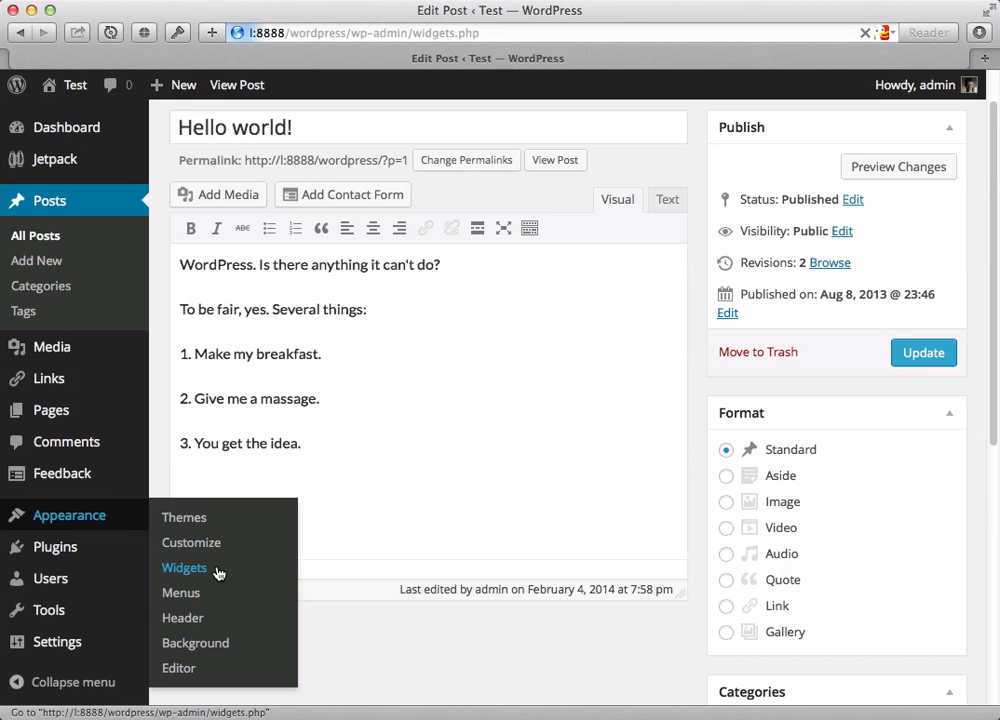 Edit Post ‹ Test — WordPress
l:8888/wordpress/wp-admin/widgets.php
Reader
Edit Post ‹ Test — WordPress
Test 0 New View Post
Howdy, admin
Dashboard
Jetpack
Posts
All Posts
Add New
Categories
Tags
Media
Links
Pages
Comments
Feedback
Appearance
Plugins
Users
Tools
Settings
Collapse menu
Themes
Customize
Widgets
Menus
Header
Background
Editor
Hello world!
Permalink: http://l:8888/wordpress/?p=1 Change Permalinks View Post
Add Media Add Contact Form
Visual Text
B I ABC
WordPress. Is there anything it can't do?
To be fair, yes. Several things:
1. Make my breakfast.
2. Give me a massage.
3. You get the idea.
Last edited by admin on February 4, 2014 at 7:58 pm
Publish
Preview Changes
Status: Published Edit
Visibility: Public Edit
Revisions: 2 Browse
Published on: Aug 8, 2013 @ 23:46
Edit
Move to Trash Update
Format
Standard
Aside
Image
Video
Audio
Quote
Link
Gallery
Categories
Go to "http://l:8888/wordpress/wp-admin/widgets.php"